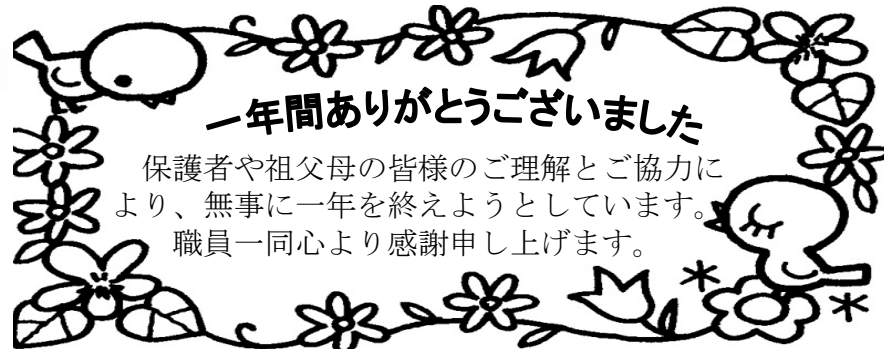 一年間ありがとうございました
保護者や祖父母の皆様のご理解とご協力に
より、無事に一年を終えようとしています。
職員一同心より感謝申し上げます。